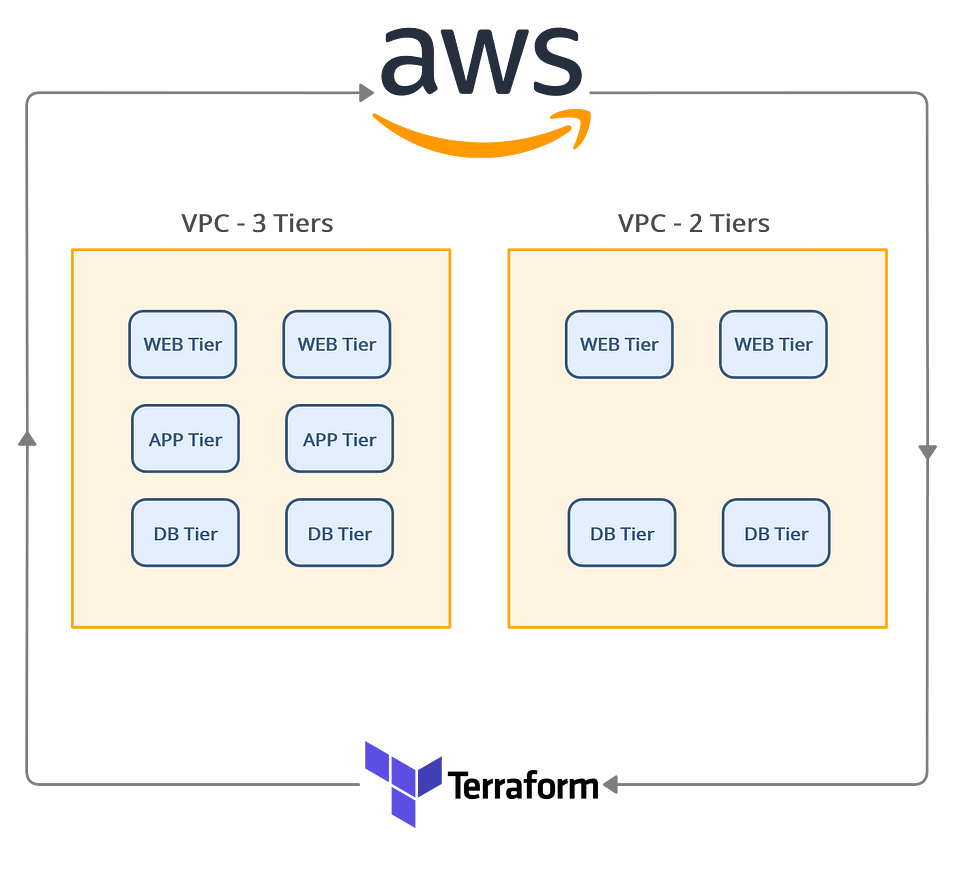 aws
VPC - 3 Tiers
VPC - 2 Tiers
WEB Tier
WEB Tier
WEB Tier
WEB Tier
APP Tier
APP Tier
DB Tier
DB Tier
DB Tier
DB Tier
Terraform